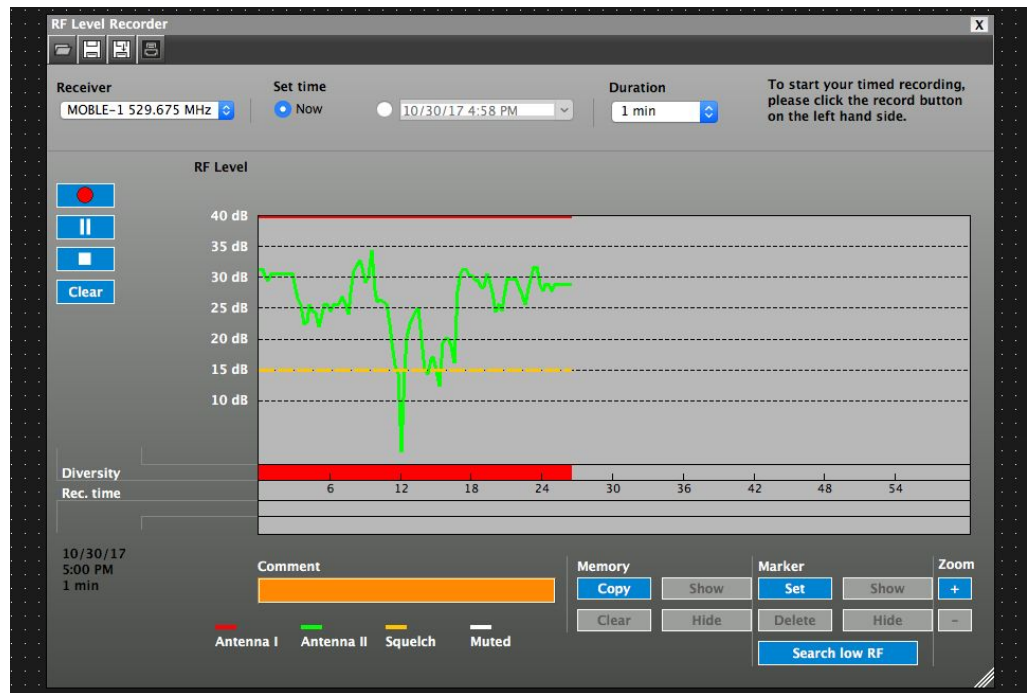 RF Level Recorder
X
Receiver
Set time
Duration
To start your timed recording,
please click the record button
on the left hand side.
MOBLE-1 529.675 MHz
Now
10/30/17 4:58 PM
1 min
RF Level
40 dB
35 dB
30 dB
Clear
25 dB
20 dB
15 dB
10 dB
Diversity
Rec. time
6 12 18 24 30 36 42 48 54
10/30/17
5:00 PM
1 min
Comment
Memory
Marker
Zoom
Copy Show
Set Show
+
Clear Hide
Delete Hide
-
Antenna I Antenna II Squelch Muted
Search low RF